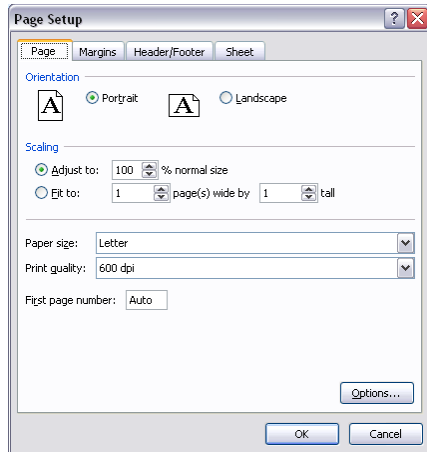 Page Setup
Page Margins Header/Footer Sheet
Orientation
A Portrait A Landscape
Scaling
Adjust to: 100 % normal size
Fit to: 1 page(s) wide by 1 tall
Paper size: Letter
Print quality: 600 dpi
First page number: Auto
Options...
OK Cancel